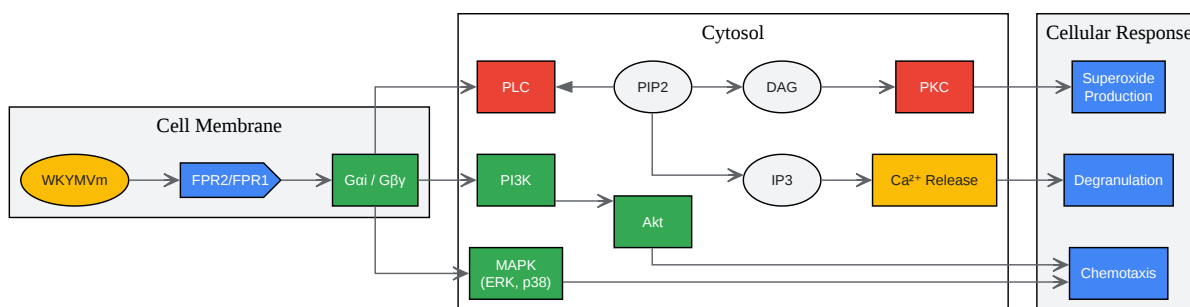 Cell Membrane
WKYMVm
FPR2/FPR1
Gαi / Gβγ
Cytosol
PLC
PIP2
DAG
PKC
PI3K
IP3
Ca²⁺ Release
Akt
MAPK
(ERK, p38)
Cellular Response
Superoxide
Production
Degranulation
Chemotaxis